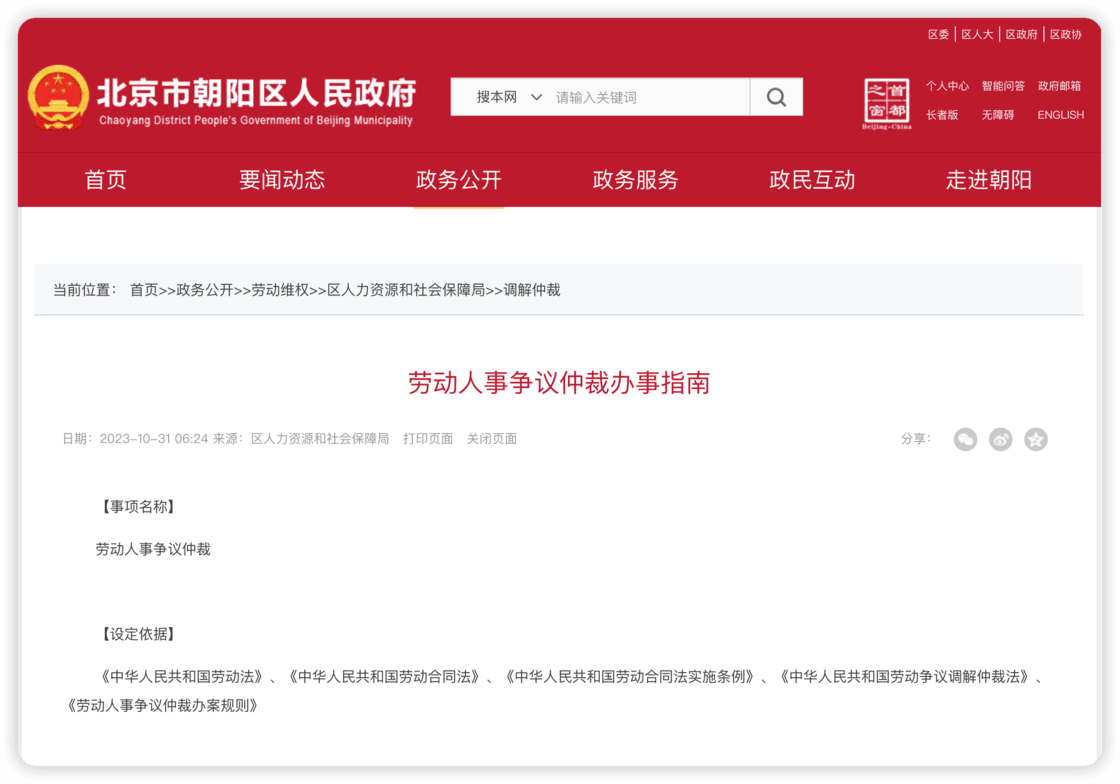 区委 区人大 区政府 区政协
北京市朝阳区人民政府
Chaoyang District People's Government of Beijing Municipality
搜本网 请输入关键词
首都之窗
Beijing-China
个人中心 智能问答 政府邮箱
长者版 无障碍 ENGLISH
首页 要闻动态 政务公开 政务服务 政民互动 走进朝阳
当前位置： 首页>>政务公开>>劳动维权>>区人力资源和社会保障局>>调解仲裁
劳动人事争议仲裁办事指南
日期：2023-10-31 06:24 来源：区人力资源和社会保障局 打印页面 关闭页面 分享：
【事项名称】
劳动人事争议仲裁
【设定依据】
《中华人民共和国劳动法》、《中华人民共和国劳动合同法》、《中华人民共和国劳动合同法实施条例》、《中华人民共和国劳动争议调解仲裁法》、
《劳动人事争议仲裁办案规则》